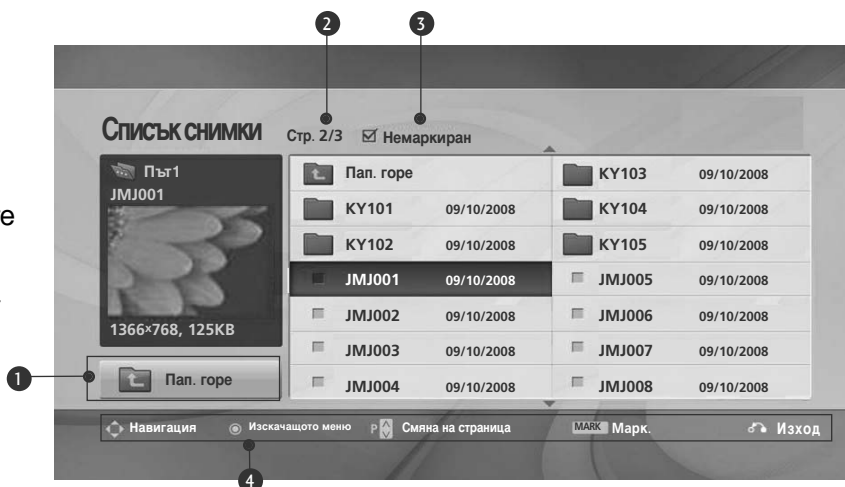 2 3
Списък снимки Стр. 2/3 Немаркиран
Път1
JMJ001
1366×768, 125KB
Пап. горе
Пап. горе KY103 09/10/2008
KY101 09/10/2008 KY104 09/10/2008
KY102 09/10/2008 KY105 09/10/2008
JMJ001 09/10/2008 JMJ005 09/10/2008
JMJ002 09/10/2008 JMJ006 09/10/2008
JMJ003 09/10/2008 JMJ007 09/10/2008
JMJ004 09/10/2008 JMJ008 09/10/2008
е
1
Навигация Изскачащото меню P Смяна на страница MARK Марк. Изход
4